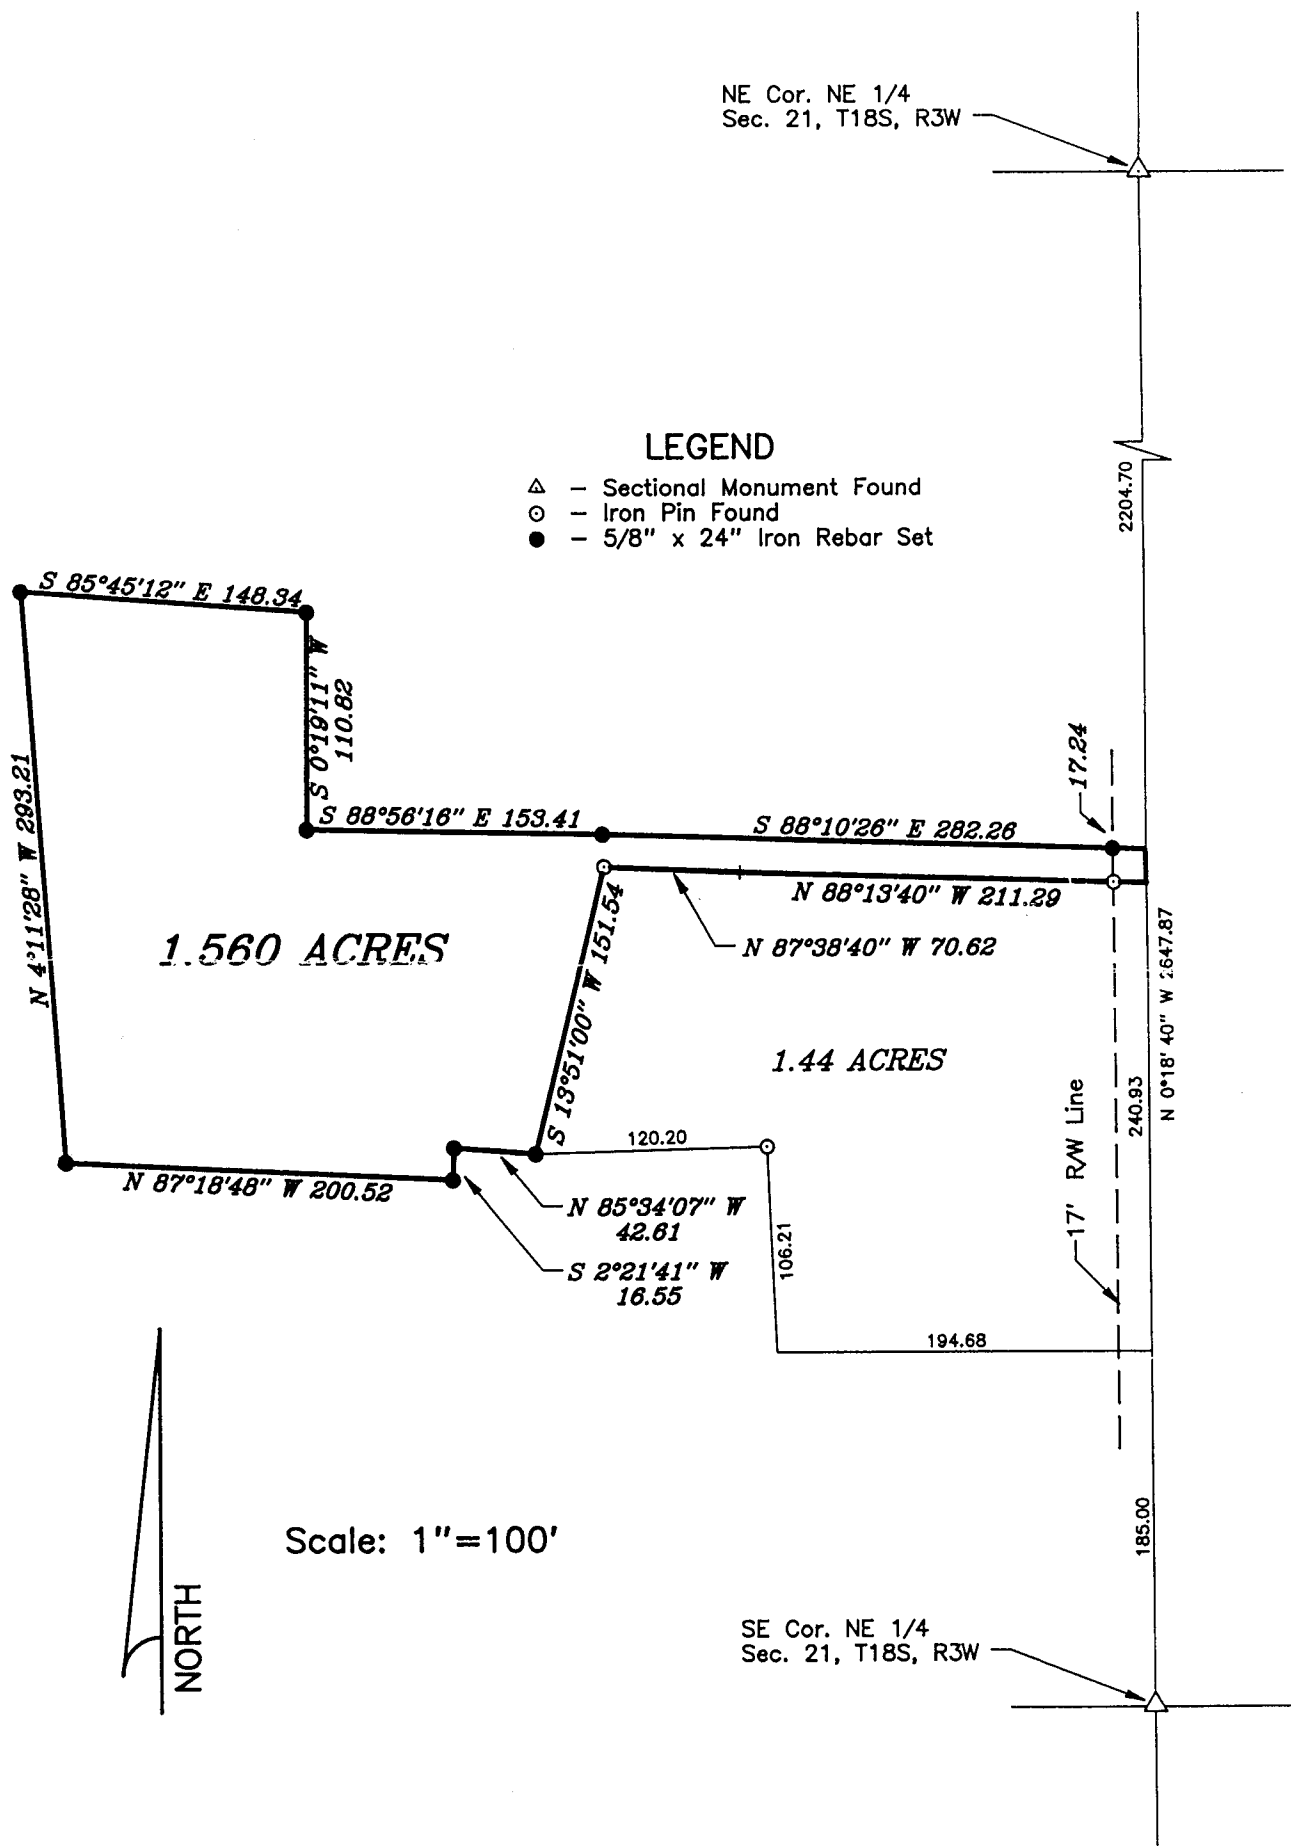 NE Cor. NE 1/4
Sec. 21, T18S, R3W
LEGEND
△ – Sectional Monument Found
⊙ – Iron Pin Found
● – 5/8" x 24" Iron Rebar Set
2204.70
S 85°45'12" E 148.34
S 0°19'11" W
110.82
N 4°11'28" W 293.21
17.24
S 88°56'16" E 153.41
S 88°10'26" E 282.26
N 88°13'40" W 211.29
N 87°38'40" W 70.62
1.560 ACRES
S 13°51'00" W 151.54
N 0°18' 40" W 2647.87
1.44 ACRES
240.93
17' R/W Line
120.20
N 87°18'48" W 200.52
N 85°34'07" W
42.61
106.21
S 2°21'41" W
16.55
194.68
185.00
Scale: 1"=100'
NORTH
SE Cor. NE 1/4
Sec. 21, T18S, R3W